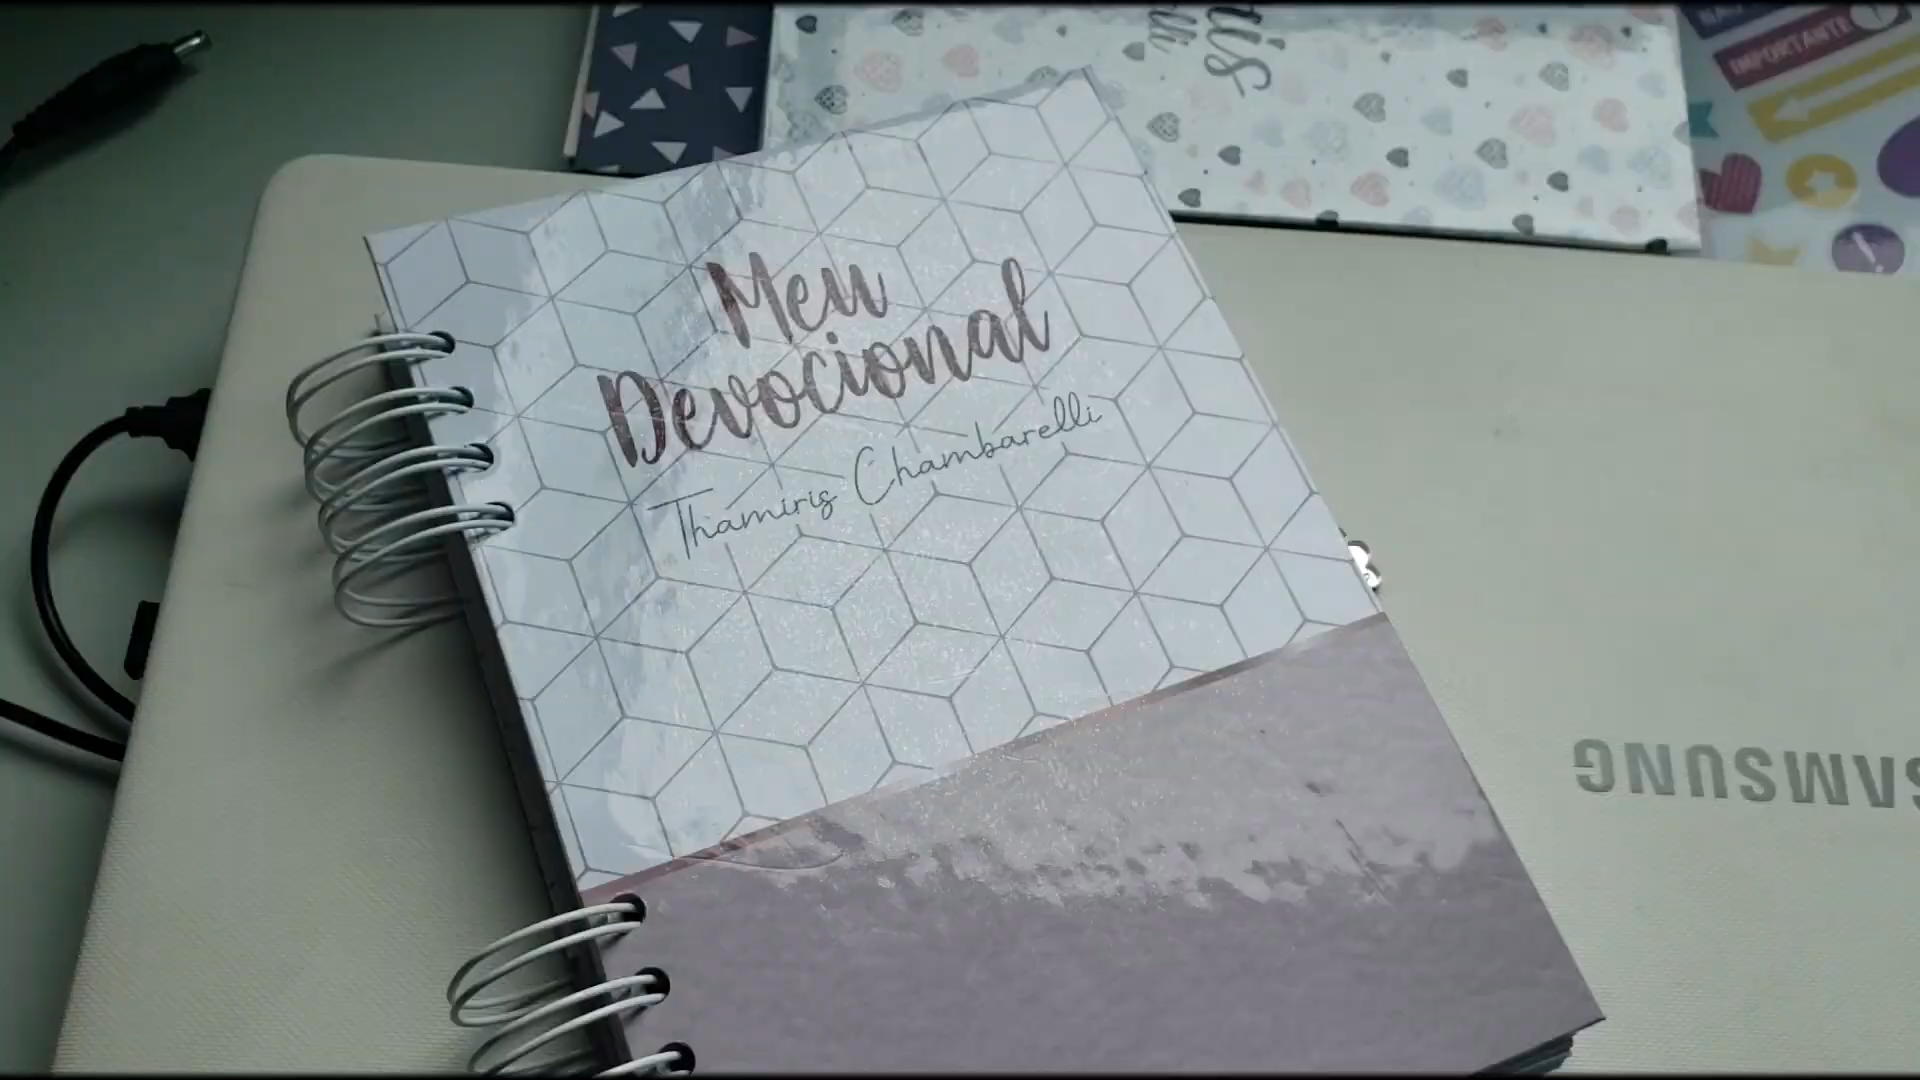 Meu
Devocional
Thamiris Chambarelli
IMPORTANTE
SAMSUNG